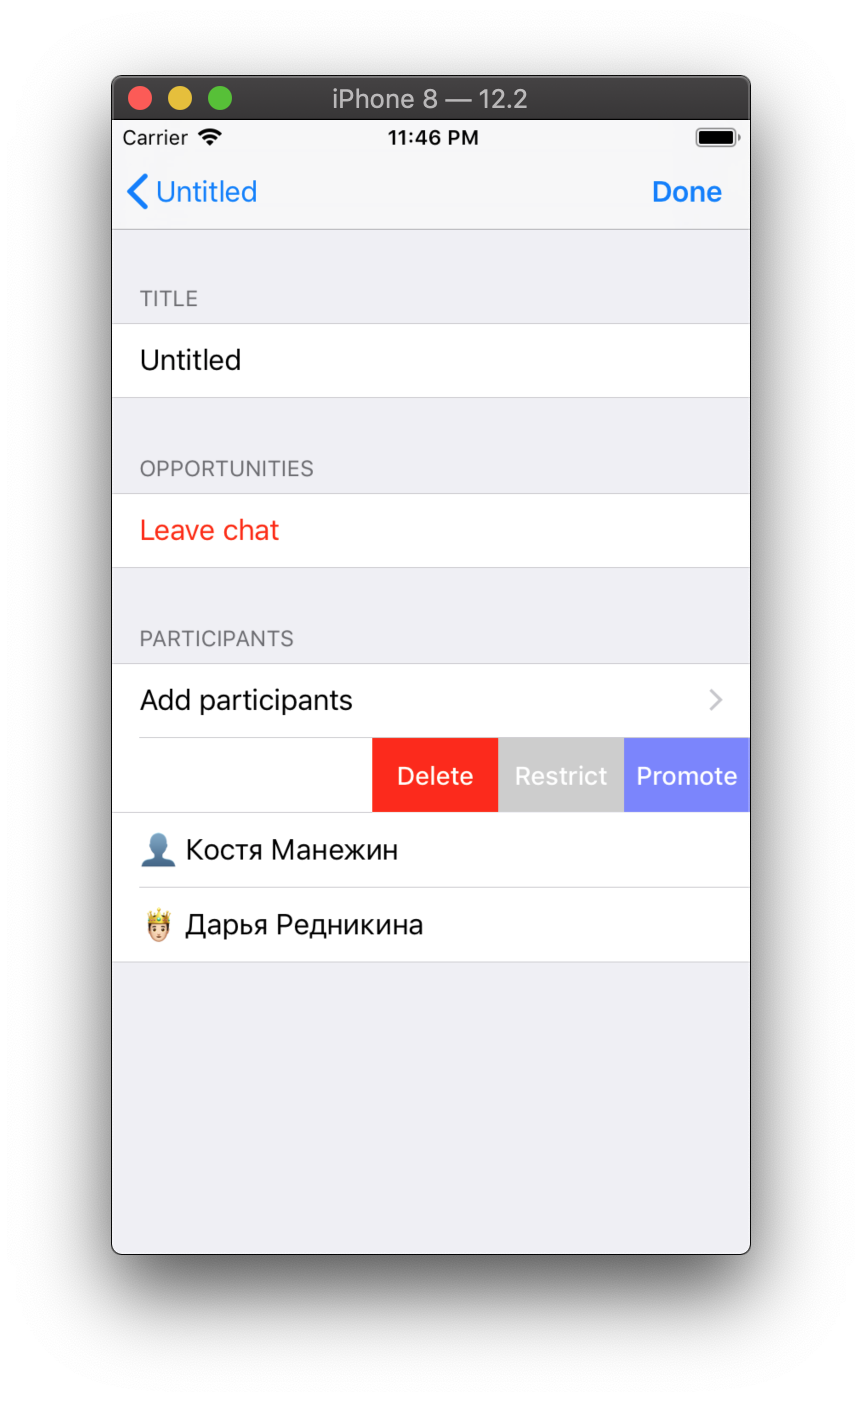 iPhone 8 — 12.2
Carrier 11:46 PM
Untitled Done
TITLE
Untitled
OPPORTUNITIES
Leave chat
PARTICIPANTS
Add participants
Delete Restrict Promote
Костя Манежин
Дарья Редникина